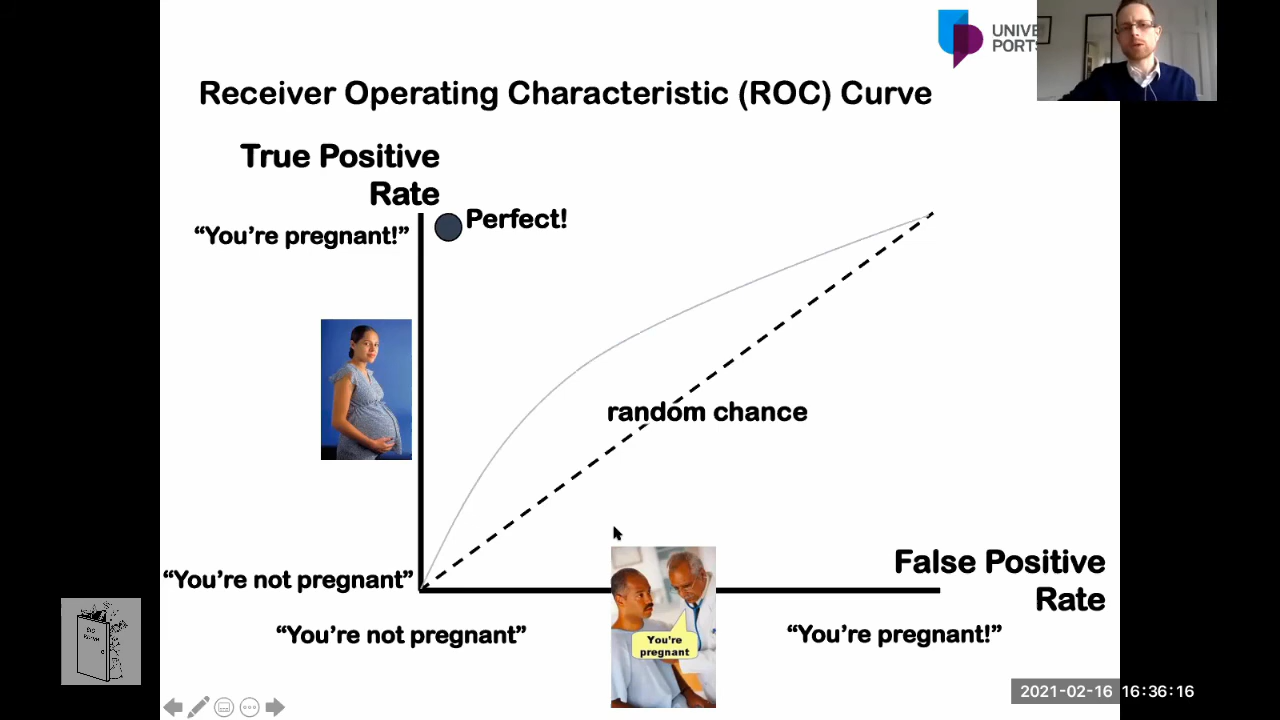 UNIVE
PORT
Receiver Operating Characteristic (ROC) Curve
True Positive
Rate
Perfect!
“You’re pregnant!”
random chance
False Positive
Rate
“You’re not pregnant”
“You’re not pregnant”
You're
pregnant
“You’re pregnant!”
2021-02-16 16:36:16